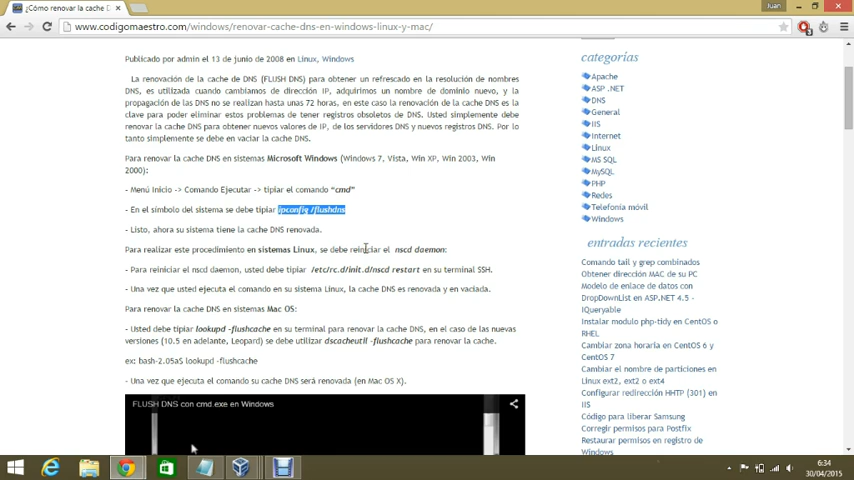 ¿Cómo renovar la cache D
Juan
www.codigomaestro.com/windows/renovar-cache-dns-en-windows-linux-y-mac/
Publicado por admin el 13 de junio de 2008 en Linux, Windows
La renovación de la cache de DNS (FLUSH DNS) para obtener un refrescado en la resolución de nombres
DNS, es utilizada cuando cambiamos de dirección IP, adquirimos un nombre de dominio nuevo, y la
propagación de las DNS no se realizan hasta unas 72 horas, en este caso la renovación de la cache DNS es la
clave para poder eliminar estos problemas de tener registros obsoletos de DNS. Usted simplemente debe
renovar la cache DNS para obtener nuevos valores de IP, de los servidores DNS y nuevos registros DNS. Por lo
tanto simplemente se debe en vaciar la cache DNS.
Para renovar la cache DNS en sistemas Microsoft Windows (Windows 7, Vista, Win XP, Win 2003, Win
2000):
- Menú Inicio -> Comando Ejecutar -> tipiar el comando “cmd”
- En el símbolo del sistema se debe tipiar ipconfig /flushdns
- Listo, ahora su sistema tiene la cache DNS renovada.
Para realizar este procedimiento en sistemas Linux, se debe reiniciar el nscd daemon:
- Para reiniciar el nscd daemon, usted debe tipiar /etc/rc.d/init.d/nscd restart en su terminal SSH.
- Una vez que usted ejecuta el comando en su sistema Linux, la cache DNS es renovada y en vaciada.
Para renovar la cache DNS en sistemas Mac OS:
- Usted debe tipiar lookupd -flushcache en su terminal para renovar la cache DNS, en el caso de las nuevas
versiones (10.5 en adelante, Leopard) se debe utilizar dscacheutil -flushcache para renovar la cache.
ex: bash-2.05a$ lookupd -flushcache
- Una vez que ejecuta el comando su cache DNS será renovada (en Mac OS X).
FLUSH DNS con cmd.exe en Windows
categorías
Apache
ASP .NET
DNS
General
IIS
Internet
Linux
MS SQL
MySQL
PHP
Redes
Telefonía móvil
Windows
entradas recientes
Comando tail y grep combinados
Obtener dirección MAC de su PC
Modelo de enlace de datos con
DropDownList en ASP.NET 4.5 -
IQueryable
Instalar modulo php-tidy en CentOS o
RHEL
Cambiar zona horaria en CentOS 6 y
CentOS 7
Cambiar el nombre de particiones en
Linux ext2, ext2 o ext4
Configurar redirección HHTP (301) en
IIS
Código para liberar Samsung
Corregir permisos para Postfix
Restaurar permisos en registro de
Windows
6:34
30/04/2015